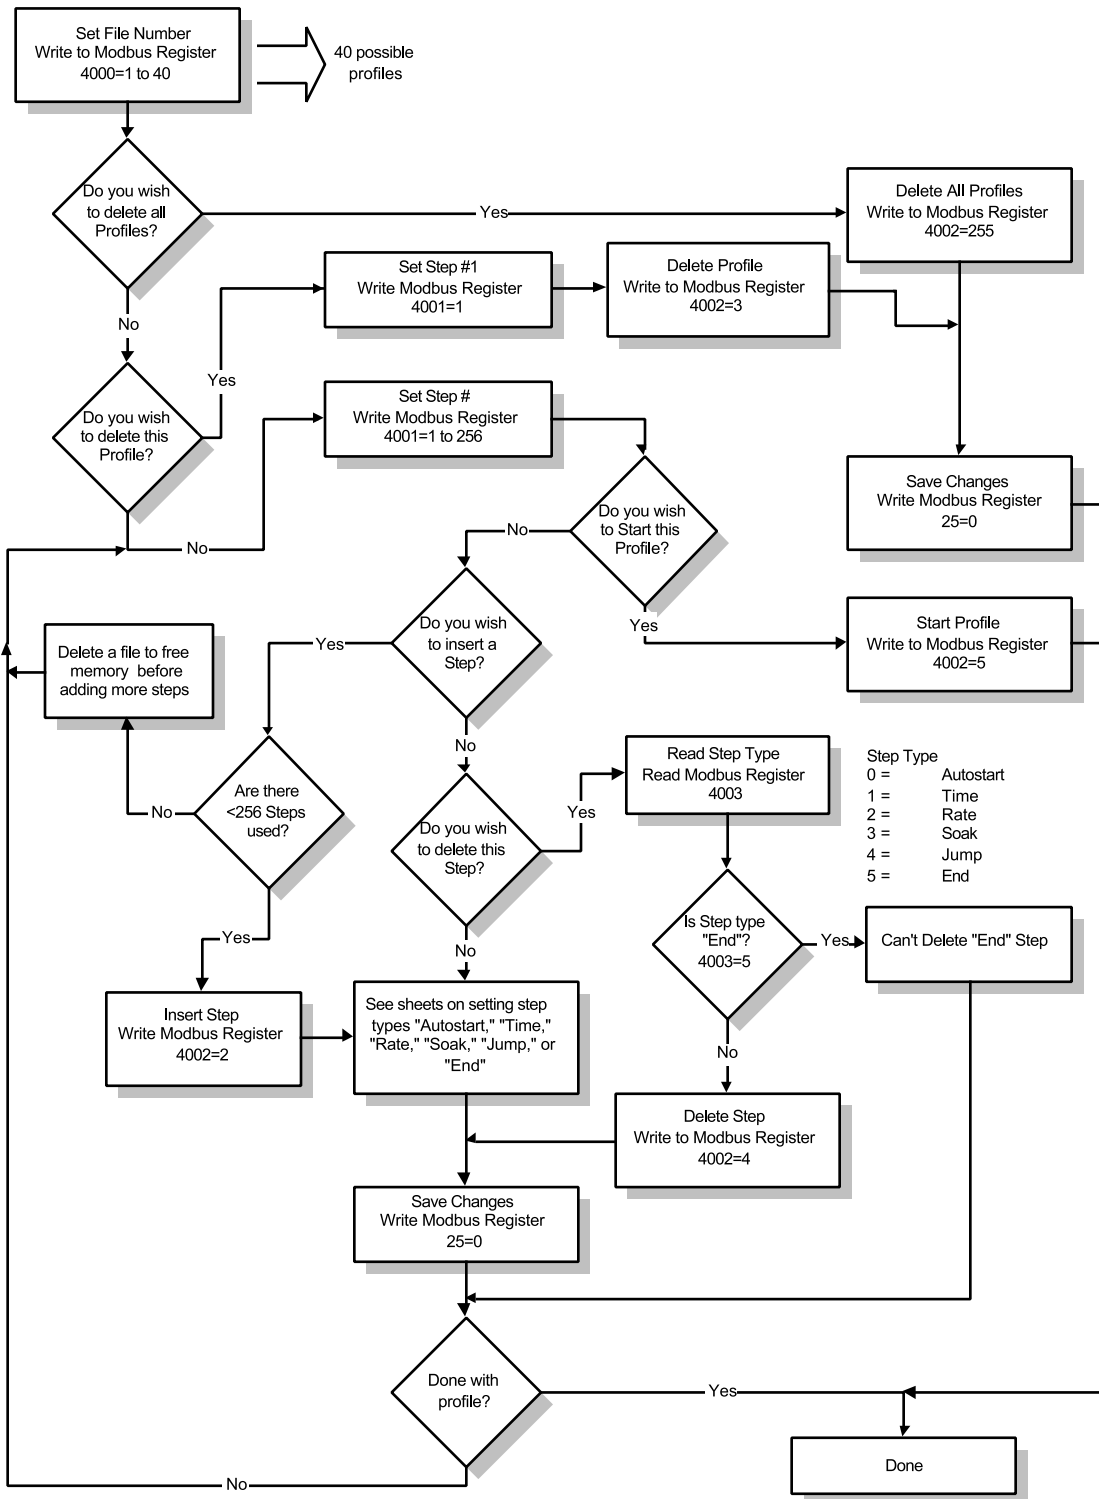 Set File Number
Write to Modbus Register
4000=1 to 40
40 possible
profiles
Do you wish
to delete all
Profiles?
Yes
Delete All Profiles
Write to Modbus Register
4002=255
No
Set Step #1
Write Modbus Register
4001=1
Delete Profile
Write to Modbus Register
4002=3
Yes
Do you wish
to delete this
Profile?
Set Step #
Write Modbus Register
4001=1 to 256
No
Do you wish
to Start this
Profile?
No
Save Changes
Write Modbus Register
25=0
Yes
Start Profile
Write to Modbus Register
4002=5
Do you wish
to insert a
Step?
Yes
Delete a file to free
memory before
adding more steps
No
Are there
<256 Steps
used?
No
Yes
Do you wish
to delete this
Step?
Yes
Read Step Type
Read Modbus Register
4003
Step Type
0 = Autostart
1 = Time
2 = Rate
3 = Soak
4 = Jump
5 = End
Is Step type
"End"?
4003=5
Yes
Can't Delete "End" Step
No
No
Insert Step
Write Modbus Register
4002=2
See sheets on setting step
types "Autostart," "Time,"
"Rate," "Soak," "Jump," or
"End"
Delete Step
Write to Modbus Register
4002=4
Save Changes
Write Modbus Register
25=0
Done with
profile?
Yes
Done
No